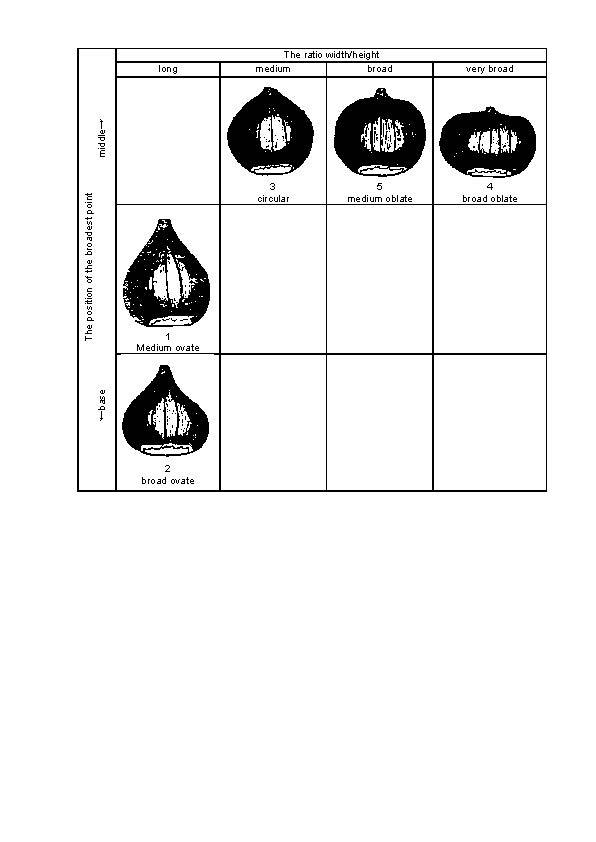 The ratio width/height
long medium broad very broad
The position of the broadest point
middle→
3 5 4
circular medium oblate broad oblate
1
Medium ovate
←base
2
broad ovate